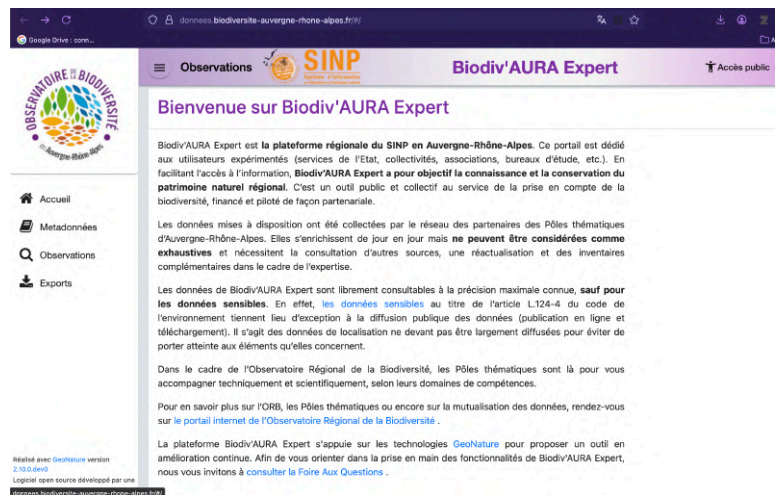 donnees.biodiversite-auvergne-rhone-alpes.fr/#/
Google Drive : conn...
OBSERVATOIRE DE LA BIODIVERSITÉ
en Auvergne-Rhône-Alpes
Observations
SINP
Biodiv'AURA Expert
Accès public
Accueil
Metadonnées
Observations
Exports
Bienvenue sur Biodiv'AURA Expert
Biodiv'AURA Expert est la plateforme régionale du SINP en Auvergne-Rhône-Alpes. Ce portail est dédié
aux utilisateurs expérimentés (services de l'Etat, collectivités, associations, bureaux d'étude, etc.). En
facilitant l'accès à l'information, Biodiv'AURA Expert a pour objectif la connaissance et la conservation du
patrimoine naturel régional. C'est un outil public et collectif au service de la prise en compte de la
biodiversité, financé et piloté de façon partenariale.
Les données mises à disposition ont été collectées par le réseau des partenaires des Pôles thématiques
d'Auvergne-Rhône-Alpes. Elles s'enrichissent de jour en jour mais ne peuvent être considérées comme
exhaustives et nécessitent la consultation d'autres sources, une réactualisation et des inventaires
complémentaires dans le cadre de l'expertise.
Les données de Biodiv'AURA Expert sont librement consultables à la précision maximale connue, sauf pour
les données sensibles. En effet, les données sensibles au titre de l'article L.124-4 du code de
l'environnement tiennent lieu d'exception à la diffusion publique des données (publication en ligne et
téléchargement). Il s'agit des données de localisation ne devant pas être largement diffusées pour éviter de
porter atteinte aux éléments qu'elles concernent.
Dans le cadre de l'Observatoire Régional de la Biodiversité, les Pôles thématiques sont là pour vous
accompagner techniquement et scientifiquement, selon leurs domaines de compétences.
Pour en savoir plus sur l'ORB, les Pôles thématiques ou encore sur la mutualisation des données, rendez-vous
sur le portail internet de l'Observatoire Régional de la Biodiversité .
La plateforme Biodiv'AURA Expert s'appuie sur les technologies GeoNature pour proposer un outil en
amélioration continue. Afin de vous orienter dans la prise en main des fonctionnalités de Biodiv'AURA Expert,
nous vous invitons à consulter la Foire Aux Questions .
Réalisé avec GeoNature version
2.10.0.dev0
Logiciel open source développé par une
donnees.biodiversite-auvergne-rhone-alpes.fr/#/